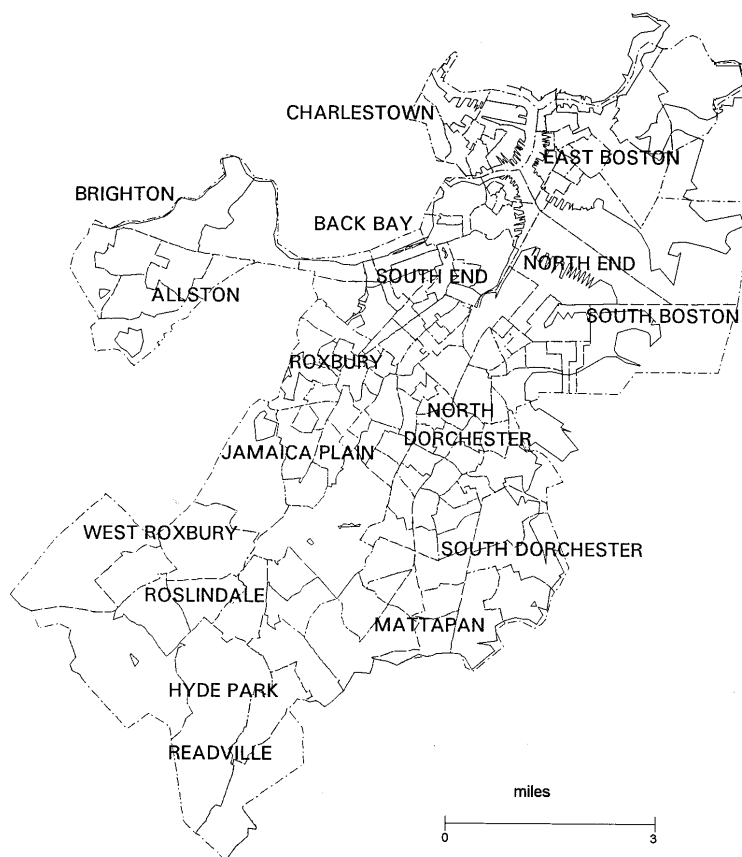 CHARLESTOWN
EAST BOSTON
BRIGHTON
BACK BAY
NORTH END
SOUTH END
ALLSTON
SOUTH BOSTON
ROXBURY
NORTH
DORCHESTER
JAMAICA PLAIN
WEST ROXBURY
SOUTH DORCHESTER
ROSLINDALE
MATTAPAN
HYDE PARK
READVILLE
miles
0 3